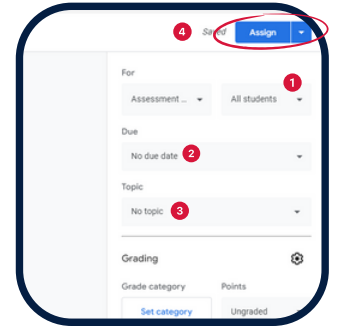 4 Saved Assign
For
1
Assessment ... All students
Due
No due date 2
Topic
No topic 3
Grading
Grade category Points
Set category Ungraded